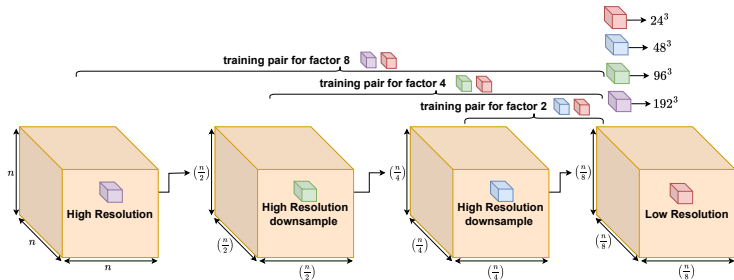 24³
48³
training pair for factor 8
96³
training pair for factor 4
192³
training pair for factor 2
n
(n/2)
(n/4)
(n/8)
High Resolution
High Resolution
downsample
High Resolution
downsample
Low Resolution
n
(n/2)
(n/4)
(n/8)
n
(n/2)
(n/4)
(n/8)